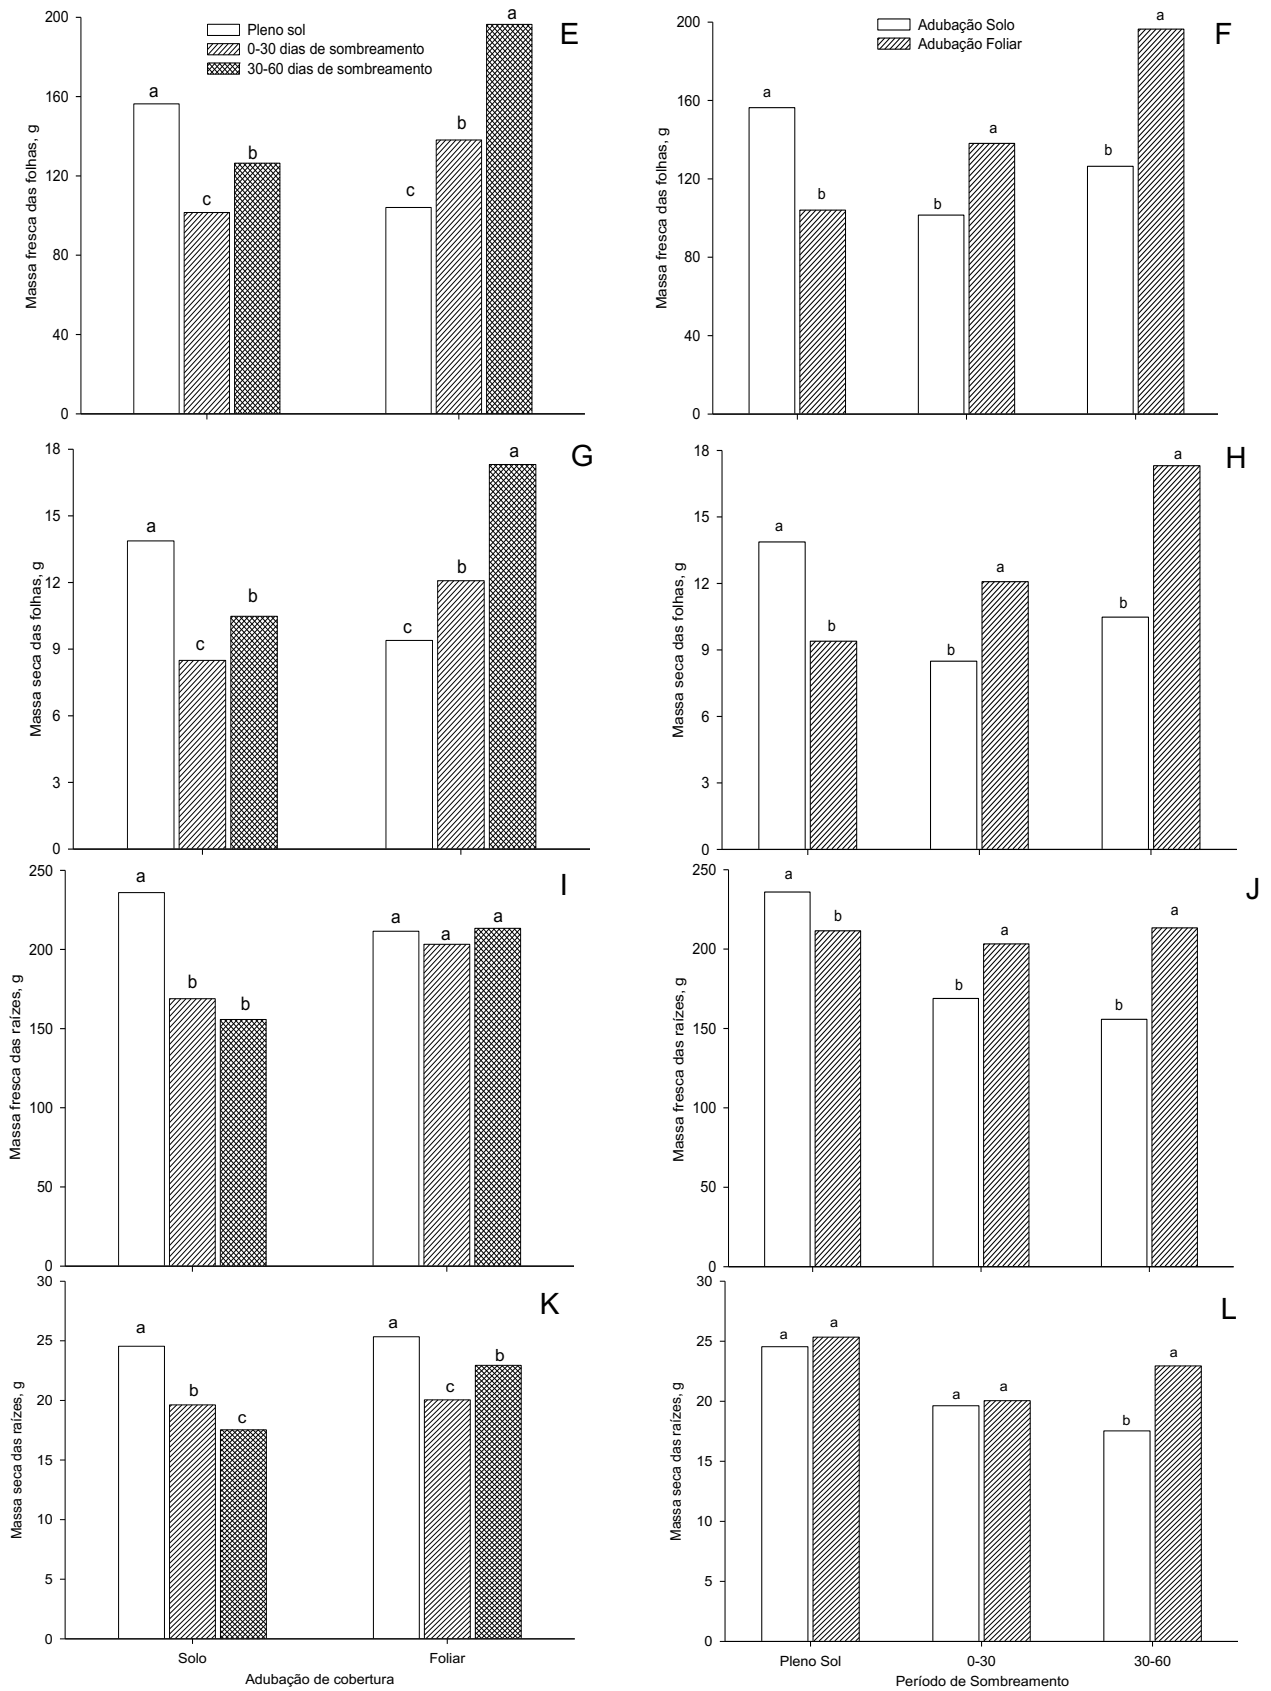 E
Pleno sol
0-30 dias de sombreamento
30-60 dias de sombreamento
Massa fresca das folhas, g
200
160
120
80
40
0
a
c
b
c
b
a
F
Adubação Solo
Adubação Foliar
Massa fresca das folhas, g
200
160
120
80
40
0
a
b
b
a
b
a
G
Massa seca das folhas, g
18
15
12
9
6
3
0
a
c
b
c
b
a
H
Massa seca das folhas, g
18
15
12
9
6
3
0
a
b
b
a
b
a
I
Massa fresca das raízes, g
250
200
150
100
50
0
a
b
b
a
a
a
J
Massa fresca das raízes, g
250
200
150
100
50
0
a
b
b
a
b
a
K
Massa seca das raízes, g
30
25
20
15
10
5
0
a
b
c
a
c
b
Solo
Foliar
Adubação de cobertura
L
Massa seca das raízes, g
30
25
20
15
10
5
0
a
a
a
a
b
a
Pleno Sol
0-30
30-60
Período de Sombreamento